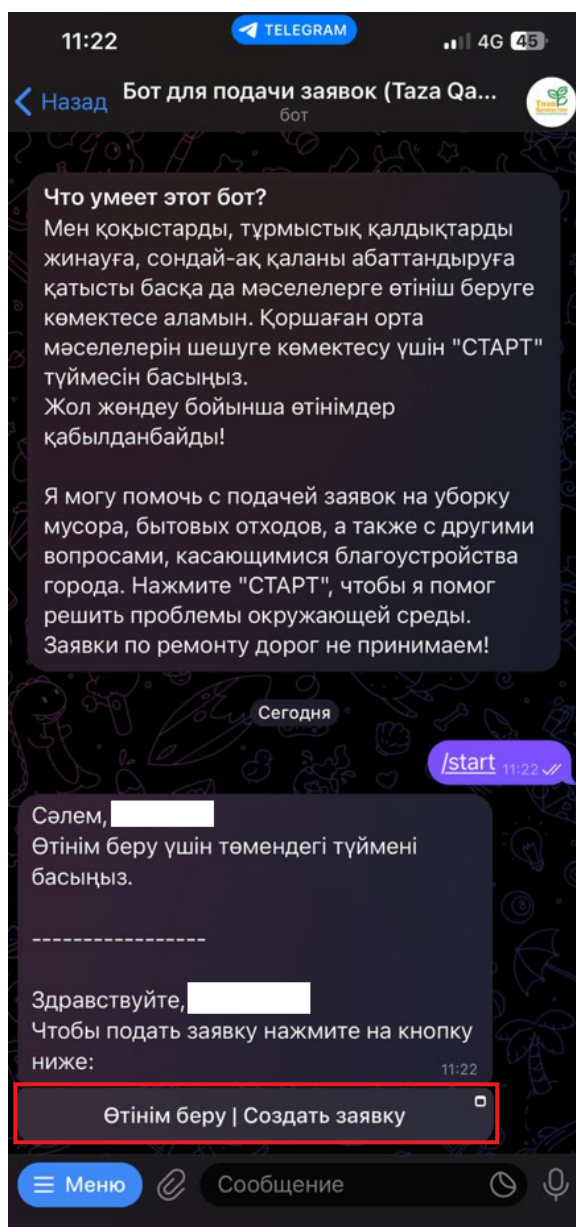 11:22
TELEGRAM
4G 45
Назад
Бот для подачи заявок (Taza Qa...
бот
Что умеет этот бот?
Мен қоқыстарды, тұрмыстық қалдықтарды
жинауға, сондай-ақ қаланы абаттандыруға
қатысты басқа да мәселелерге өтініш беруге
көмектесе аламын. Қоршаған орта
мәселелерін шешуге көмектесу үшін "СТАРТ"
түймесін басыңыз.
Жол жөндеу бойынша өтінімдер
қабылданбайды!
Я могу помочь с подачей заявок на уборку
мусора, бытовых отходов, а также с другими
вопросами, касающимися благоустройства
города. Нажмите "СТАРТ", чтобы я помог
решить проблемы окружающей среды.
Заявки по ремонту дорог не принимаем!
Сегодня
/start 11:22
Сәлем,
Өтінім беру үшін төмендегі түймені
басыңыз.
-----------------
Здравствуйте,
Чтобы подать заявку нажмите на кнопку
ниже:
11:22
Өтінім беру | Создать заявку
Меню
Сообщение